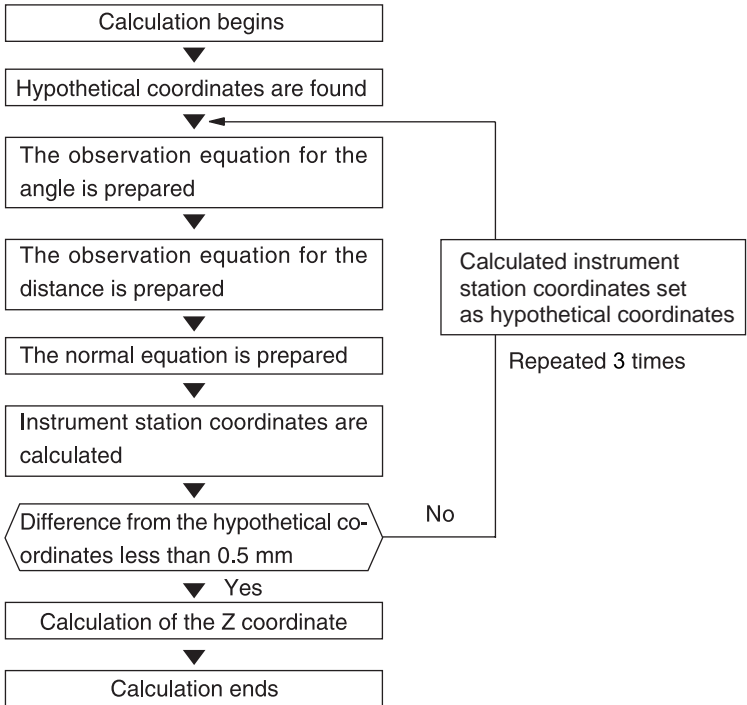 Calculation begins
Hypothetical coordinates are found
The observation equation for the
angle is prepared
The observation equation for the
distance is prepared
The normal equation is prepared
Instrument station coordinates are
calculated
Difference from the hypothetical co-
ordinates less than 0.5 mm
No
Calculated instrument
station coordinates set
as hypothetical coordinates
Repeated 3 times
Yes
Calculation of the Z coordinate
Calculation ends